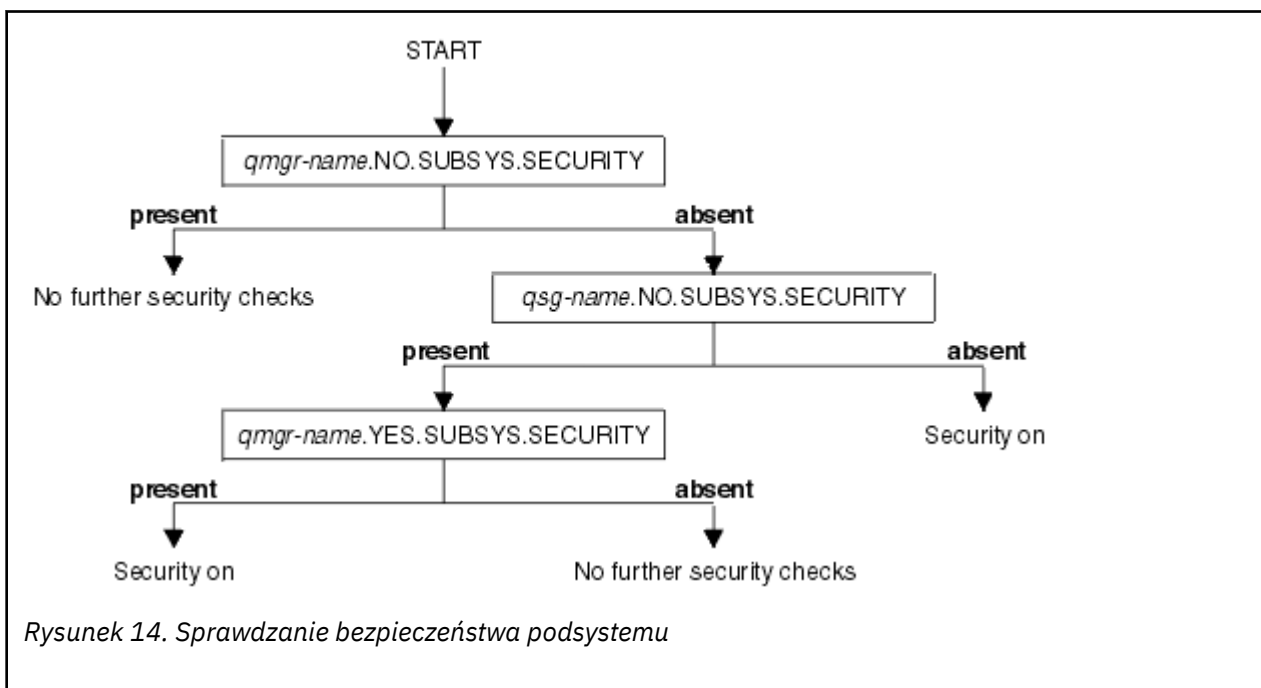 START
qmgr-name.NO.SUBSYS.SECURITY
present
absent
No further security checks
qsg-name.NO.SUBSYS.SECURITY
present
absent
qmgr-name.YES.SUBSYS.SECURITY
Security on
present
absent
Security on
No further security checks
Rysunek 14. Sprawdzanie bezpieczeństwa podsystemu